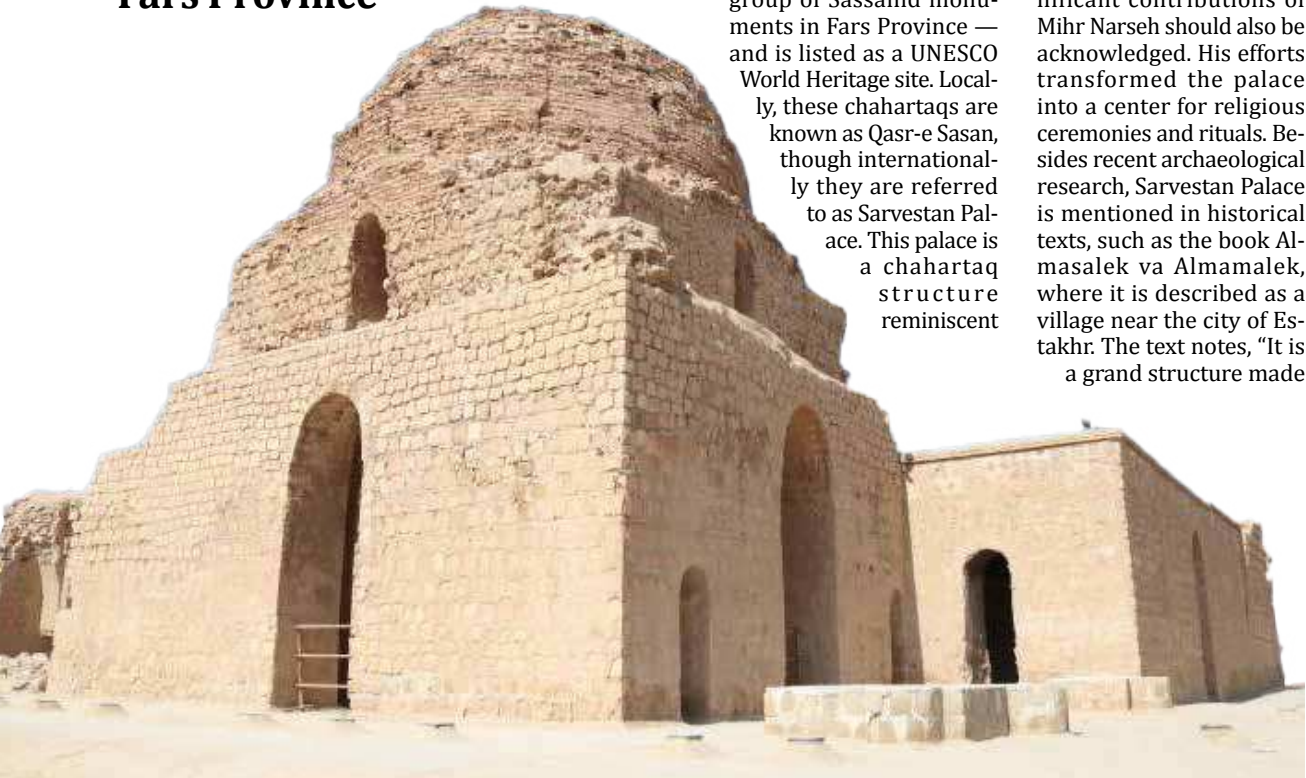 Fars Province
group of Sassanid monu-
ments in Fars Province —
and is listed as a UNESCO
World Heritage site. Local-
ly, these chahartaqs are
known as Qasr-e Sasan,
though international-
ly they are referred
to as Sarvestan Pal-
ace. This palace is
a chahartaq
structure
reminiscent
nificant contributions of
Mihr Narseh should also be
acknowledged. His efforts
transformed the palace
into a center for religious
ceremonies and rituals. Be-
sides recent archaeological
research, Sarvestan Palace
is mentioned in historical
texts, such as the book Al-
masalek va Almamalek,
where it is described as a
village near the city of Es-
takhr. The text notes, “It is
a grand structure made